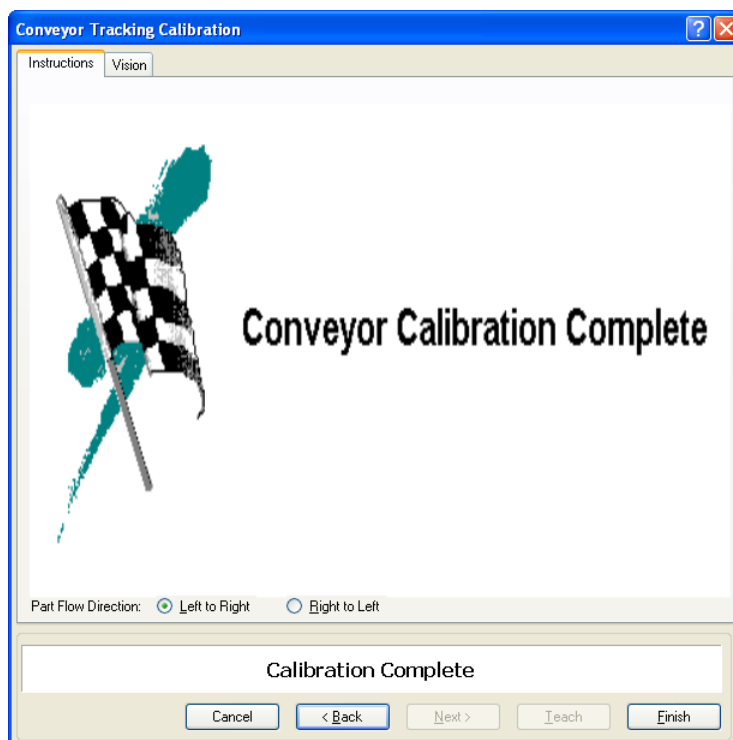 Conveyor Tracking Calibration
Instructions Vision
Conveyor Calibration Complete
Part Flow Direction: Left to Right Right to Left
Calibration Complete
Cancel < Back Next > Teach Finish